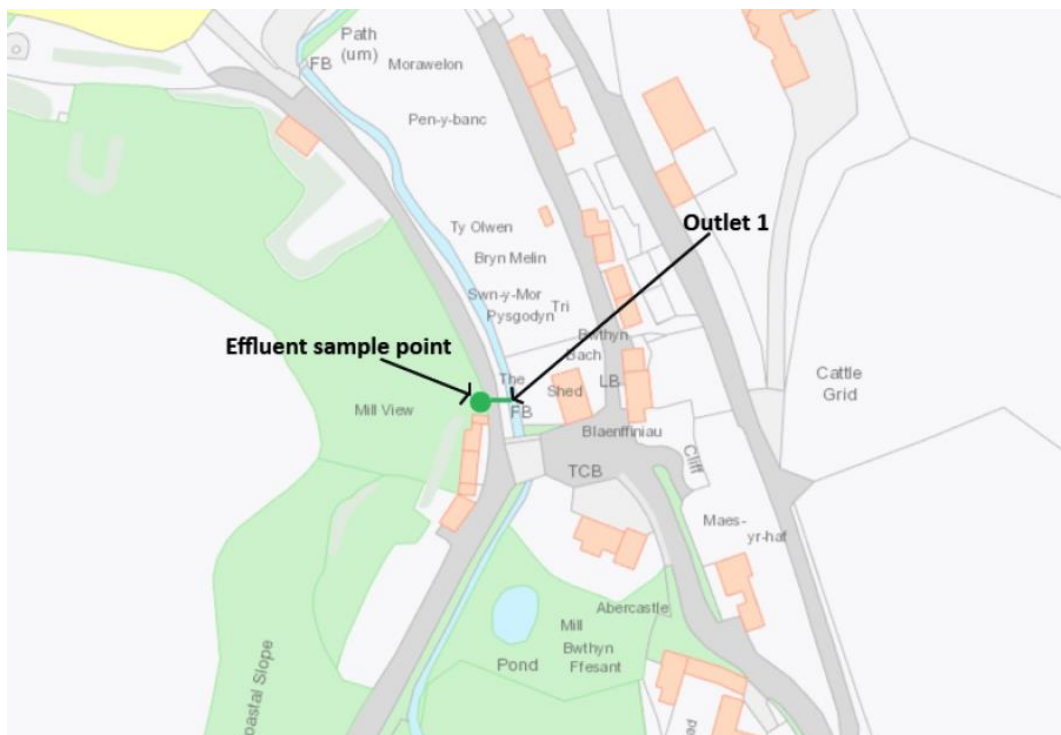 Path
(um)
FB
Morawelon
Pen-y-banc
Outlet 1
Ty Olwen
Bryn Melin
Swn-y-Mor
Tri
Pysgodyn
Bwthyn
Bach
Effluent sample point
The
LB
Shed
Cattle
Grid
Mill View
FB
Blaenffiniau
Cliff
TCB
Maes-
yr-haf
Abercastle
Mill
Bwthyn
Ffesant
Pond
oastal Slope